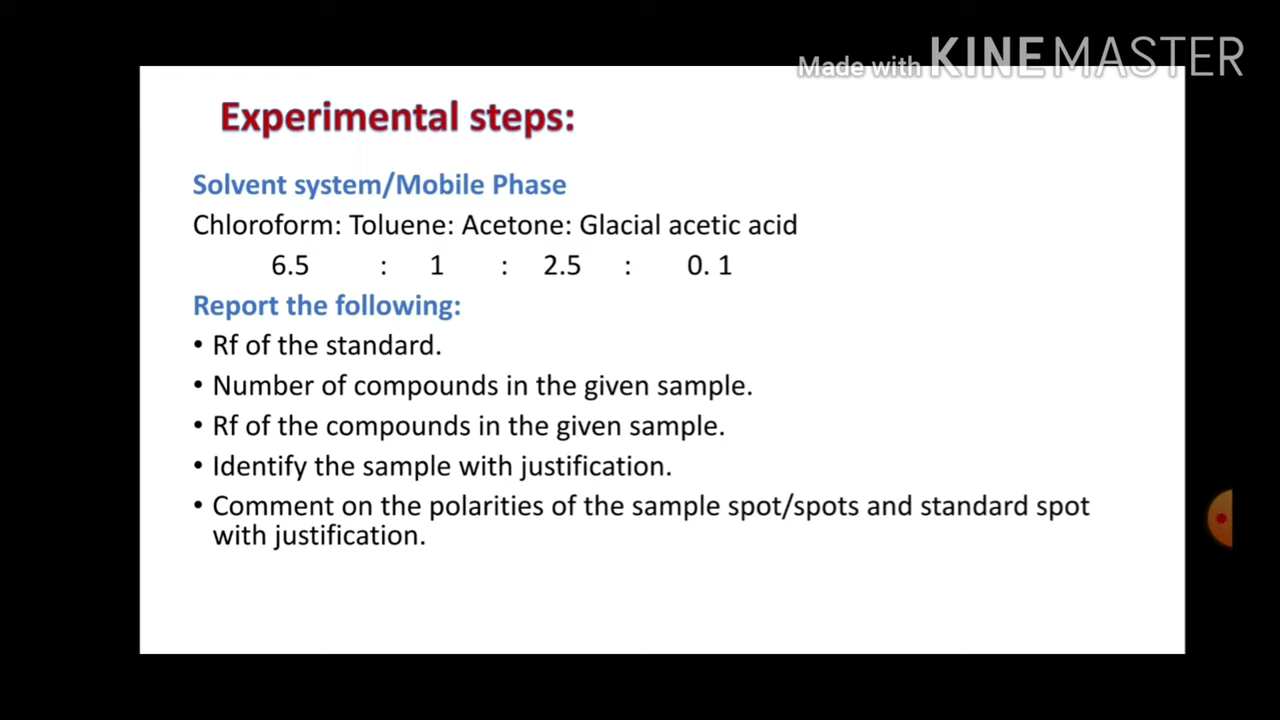 Made with KINEMASTER
Experimental steps:
Solvent system/Mobile Phase
Chloroform: Toluene: Acetone: Glacial acetic acid
6.5 : 1 : 2.5 : 0. 1
Report the following:
• Rf of the standard.
• Number of compounds in the given sample.
• Rf of the compounds in the given sample.
• Identify the sample with justification.
• Comment on the polarities of the sample spot/spots and standard spot
with justification.